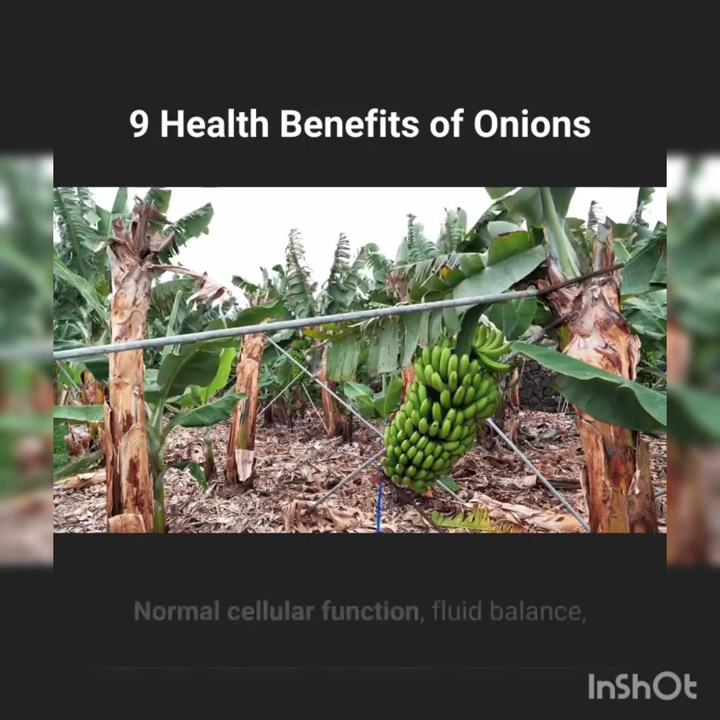 9 Health Benefits of Onions
Normal cellular function, fluid balance,
InShOt